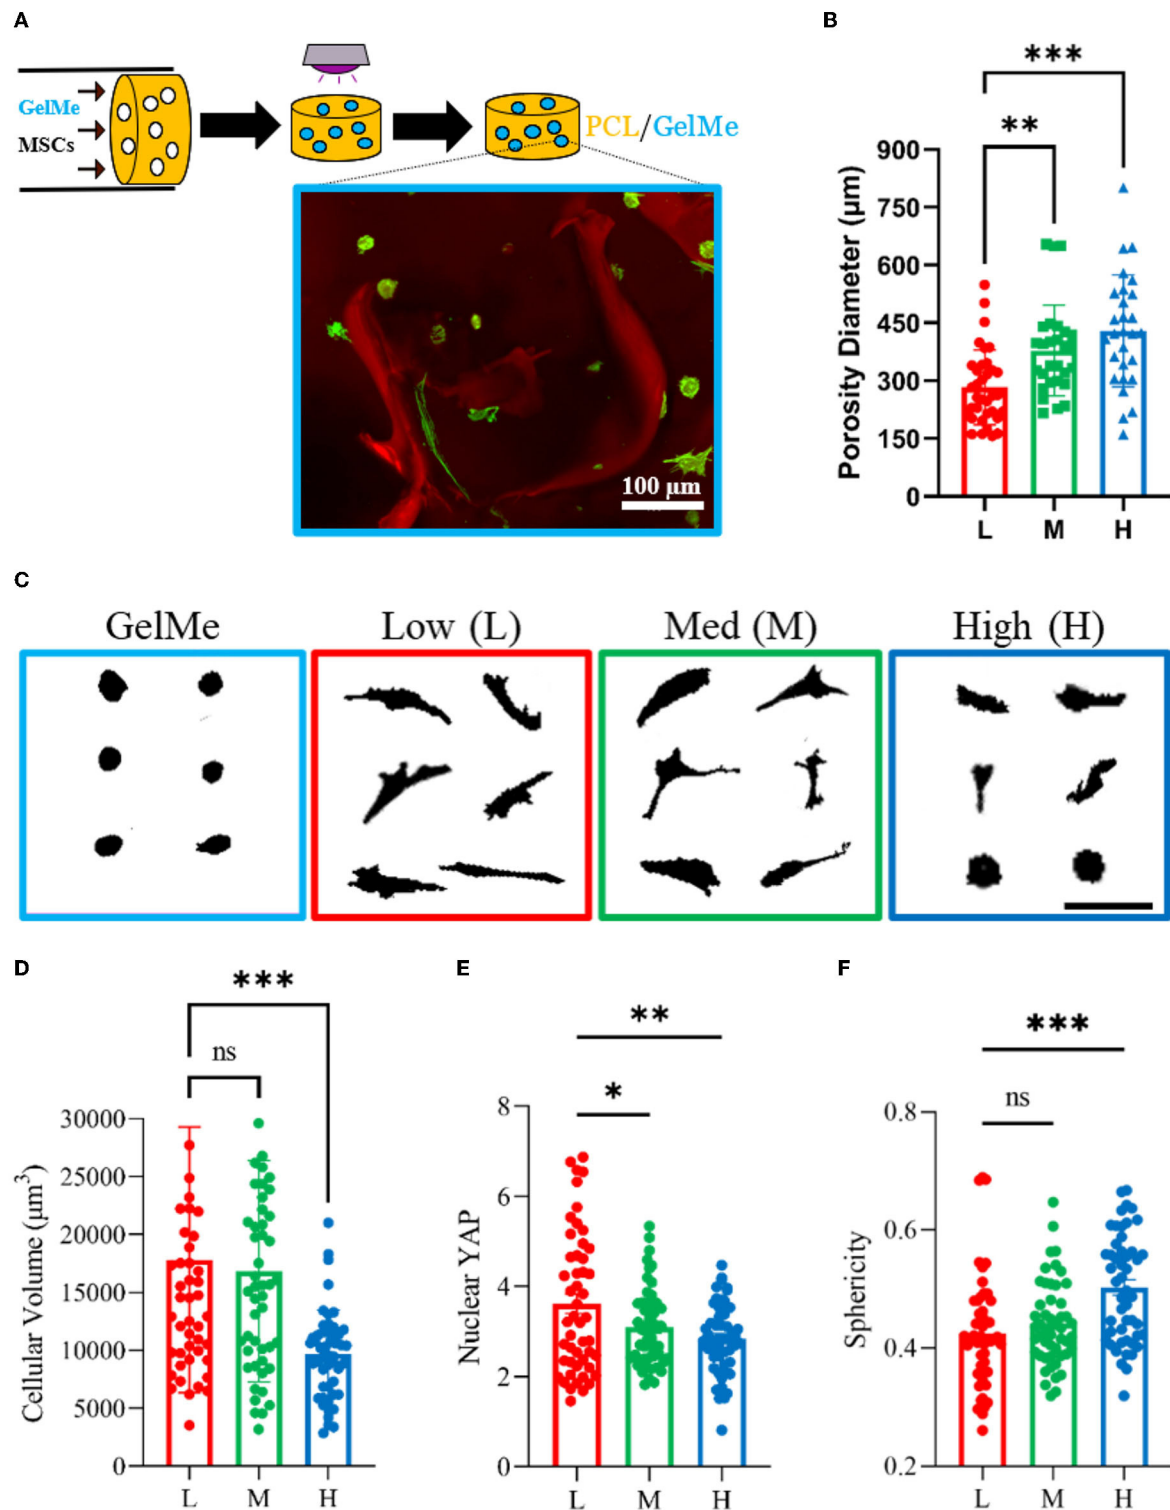 A
GelMe
MSCs
PCL/GelMe
100 μm
B
***
**
Porosity Diameter (μm)
900
750
600
450
300
150
0
L M H
C
GelMe
Low (L)
Med (M)
High (H)
D
***
ns
Cellular Volume (μm³)
30000
25000
20000
15000
10000
5000
0
L M H
E
**
*
Nuclear YAP
8
6
4
2
0
L M H
F
***
ns
Sphericity
0.8
0.6
0.4
0.2
L M H